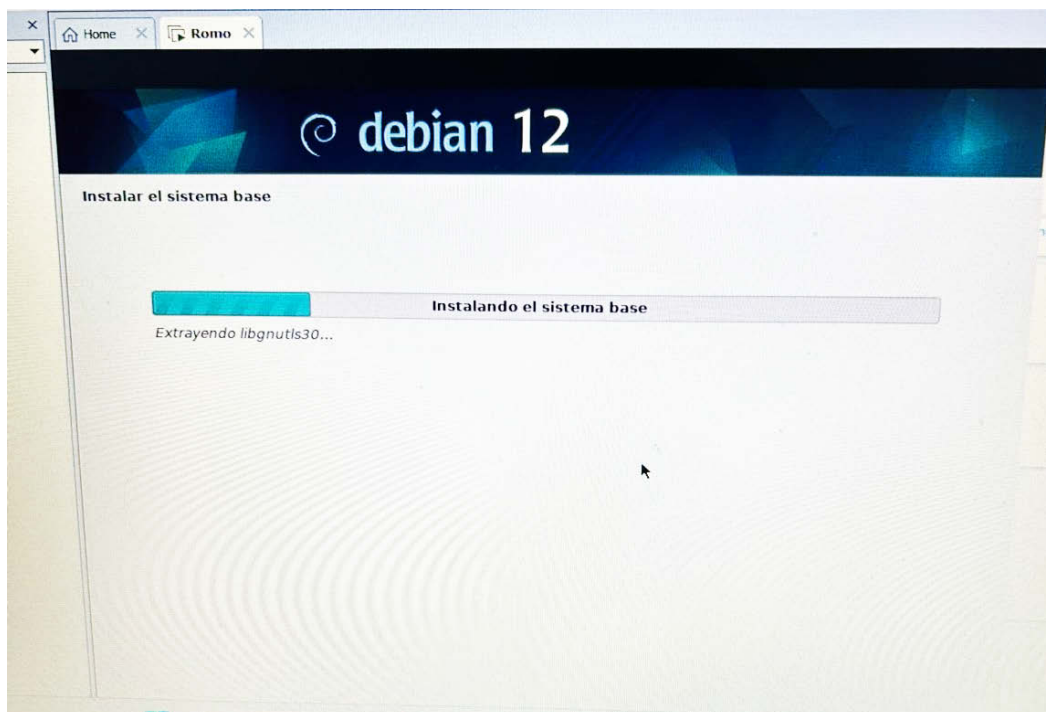 Home
Romo
debian 12
Instalar el sistema base
Instalando el sistema base
Extrayendo libgnutls30...